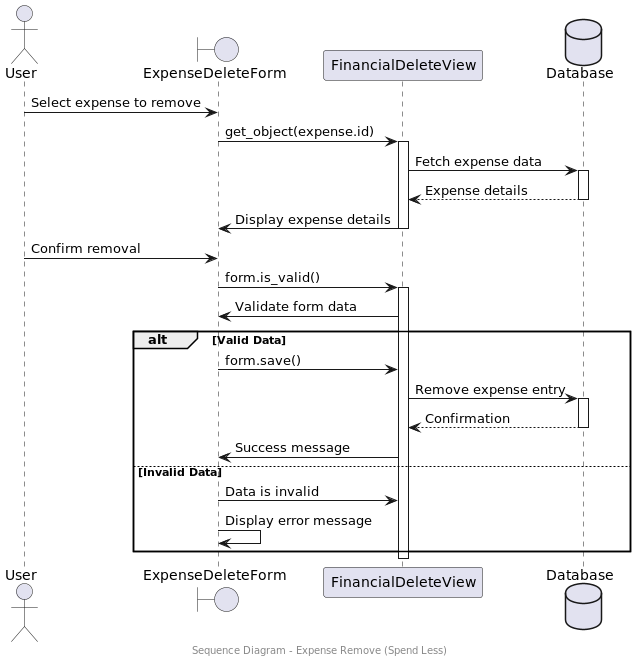 User
ExpenseDeleteForm
FinancialDeleteView
Database
Select expense to remove
get_object(expense.id)
Fetch expense data
Expense details
Display expense details
Confirm removal
form.is_valid()
Validate form data
alt [Valid Data]
form.save()
Remove expense entry
Confirmation
Success message
[Invalid Data]
Data is invalid
Display error message
User
ExpenseDeleteForm
FinancialDeleteView
Database
Sequence Diagram - Expense Remove (Spend Less)